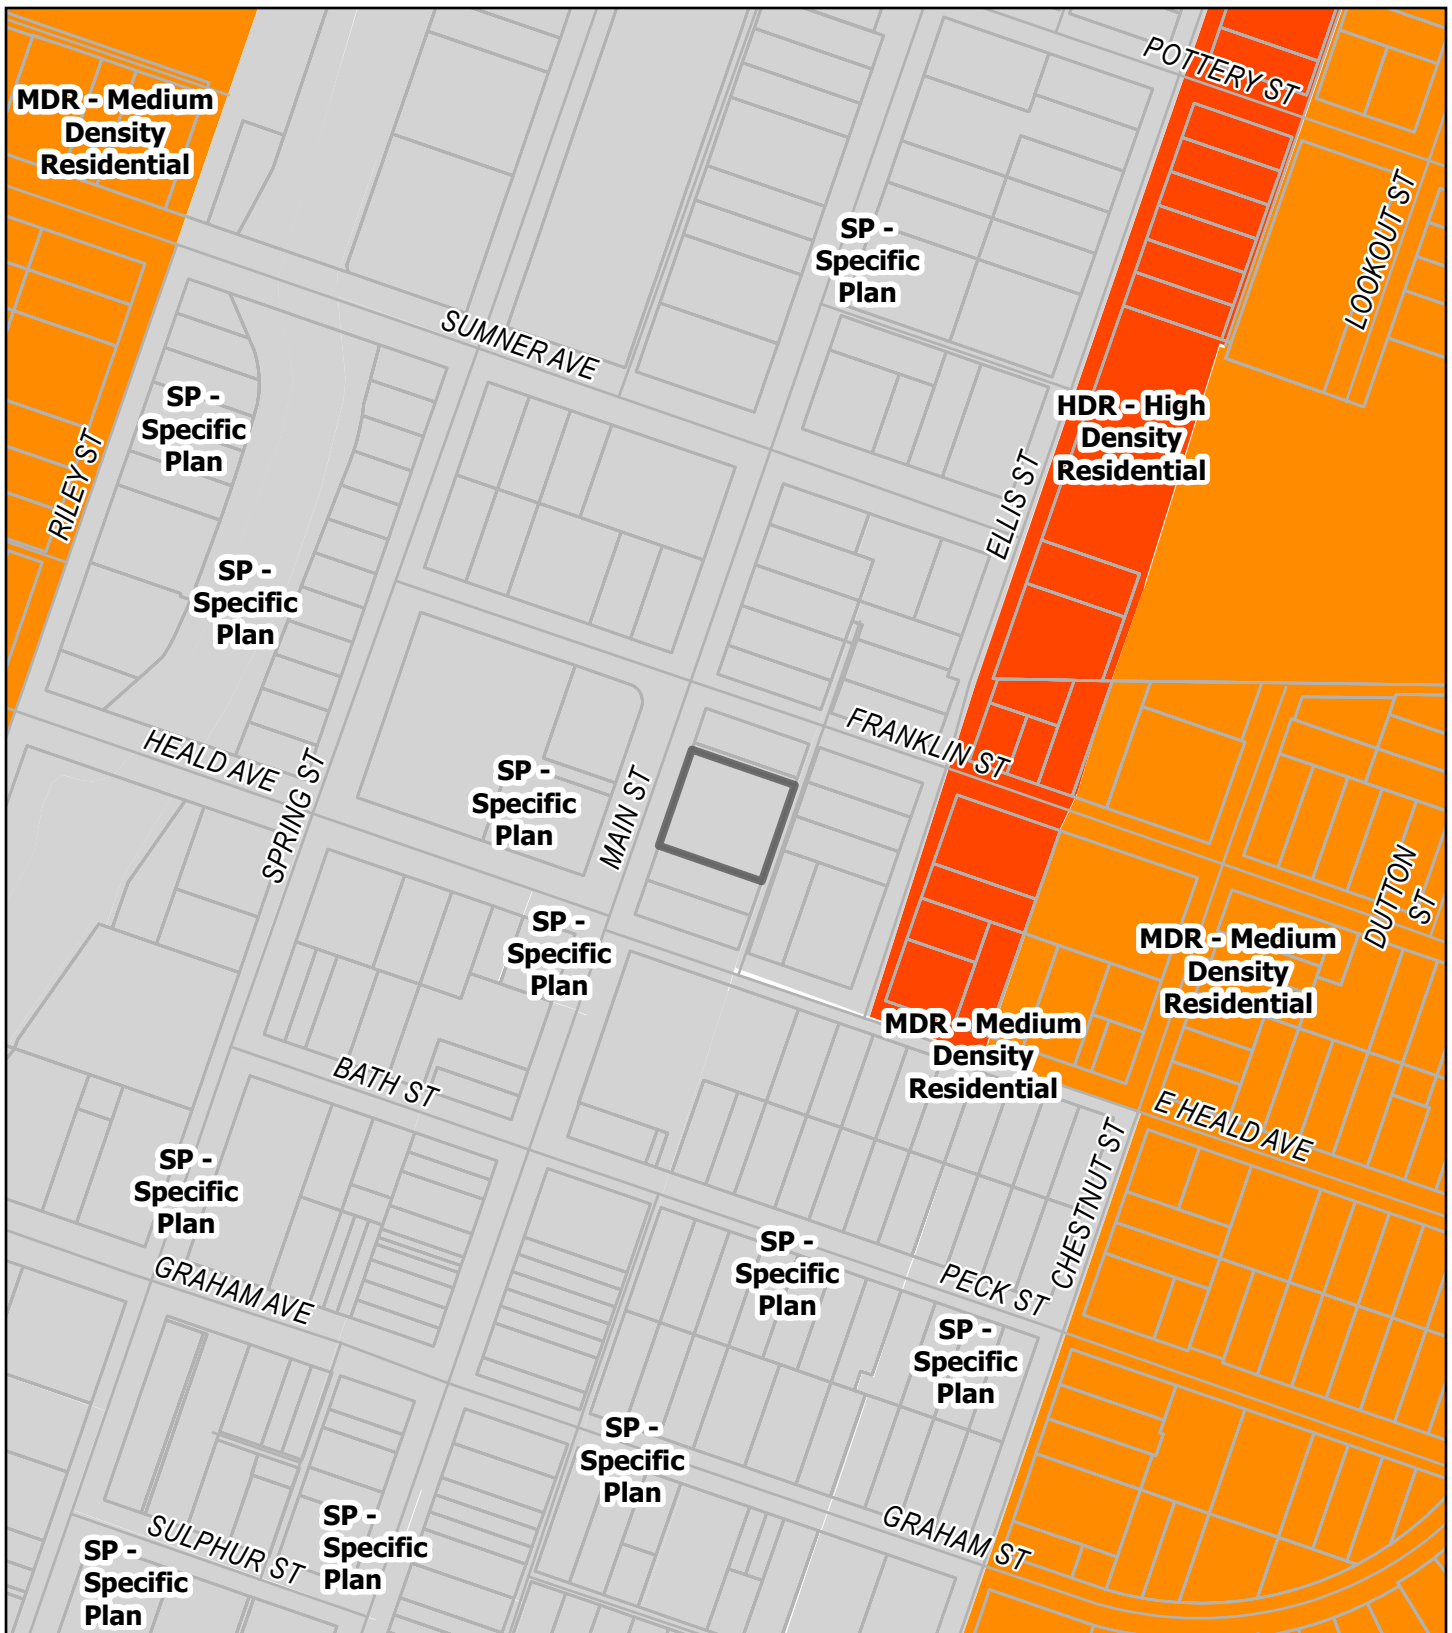 POTTERY ST
MDR - Medium
Density
Residential
LOOKOUT ST
SP -
Specific
Plan
SUMNER AVE
SP -
Specific
Plan
HDR - High
Density
Residential
RILEY ST
ELLIS ST
SP -
Specific
Plan
FRANKLIN ST
HEALD AVE
SPRING ST
SP -
Specific
Plan
MAIN ST
DUTTON
ST
SP -
Specific
Plan
MDR - Medium
Density
Residential
MDR - Medium
Density
Residential
BATH ST
E HEALD AVE
CHESTNUT ST
SP -
Specific
Plan
SP -
Specific
Plan
GRAHAM AVE
PECK ST
SP -
Specific
Plan
SP -
Specific
Plan
SULPHUR ST
SP -
Specific
Plan
GRAHAM ST
SP -
Specific
Plan